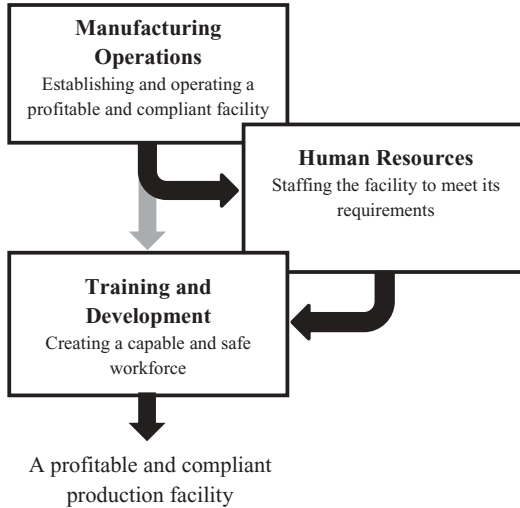 Manufacturing
Operations
Establishing and operating a
profitable and compliant facility
Human Resources
Staffing the facility to meet its
requirements
Training and
Development
Creating a capable and safe
workforce
A profitable and compliant
production facility